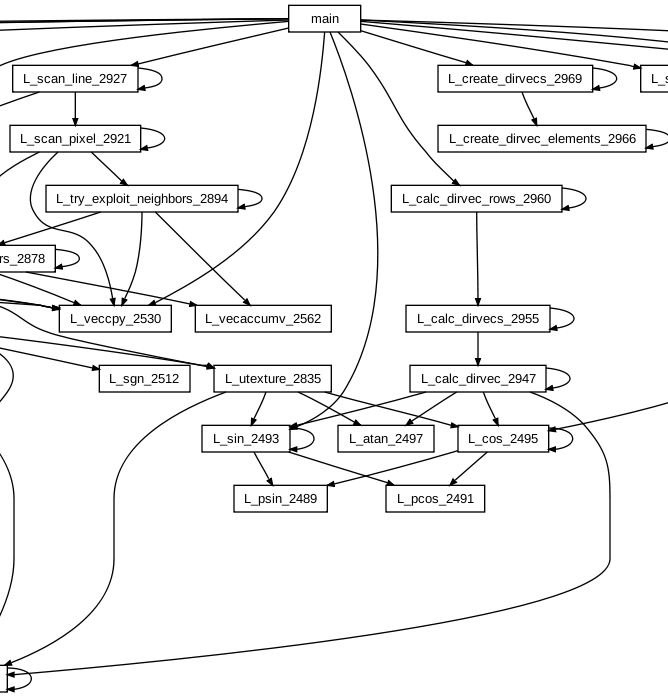 main
L_scan_line_2927
L_create_dirvecs_2969
L_scan_pixel_2921
L_create_dirvec_elements_2966
L_try_exploit_neighbors_2894
L_calc_dirvec_rows_2960
rs_2878
L_veccpy_2530
L_vecaccumv_2562
L_calc_dirvecs_2955
L_sgn_2512
L_utexture_2835
L_calc_dirvec_2947
L_sin_2493
L_atan_2497
L_cos_2495
L_psin_2489
L_pcos_2491